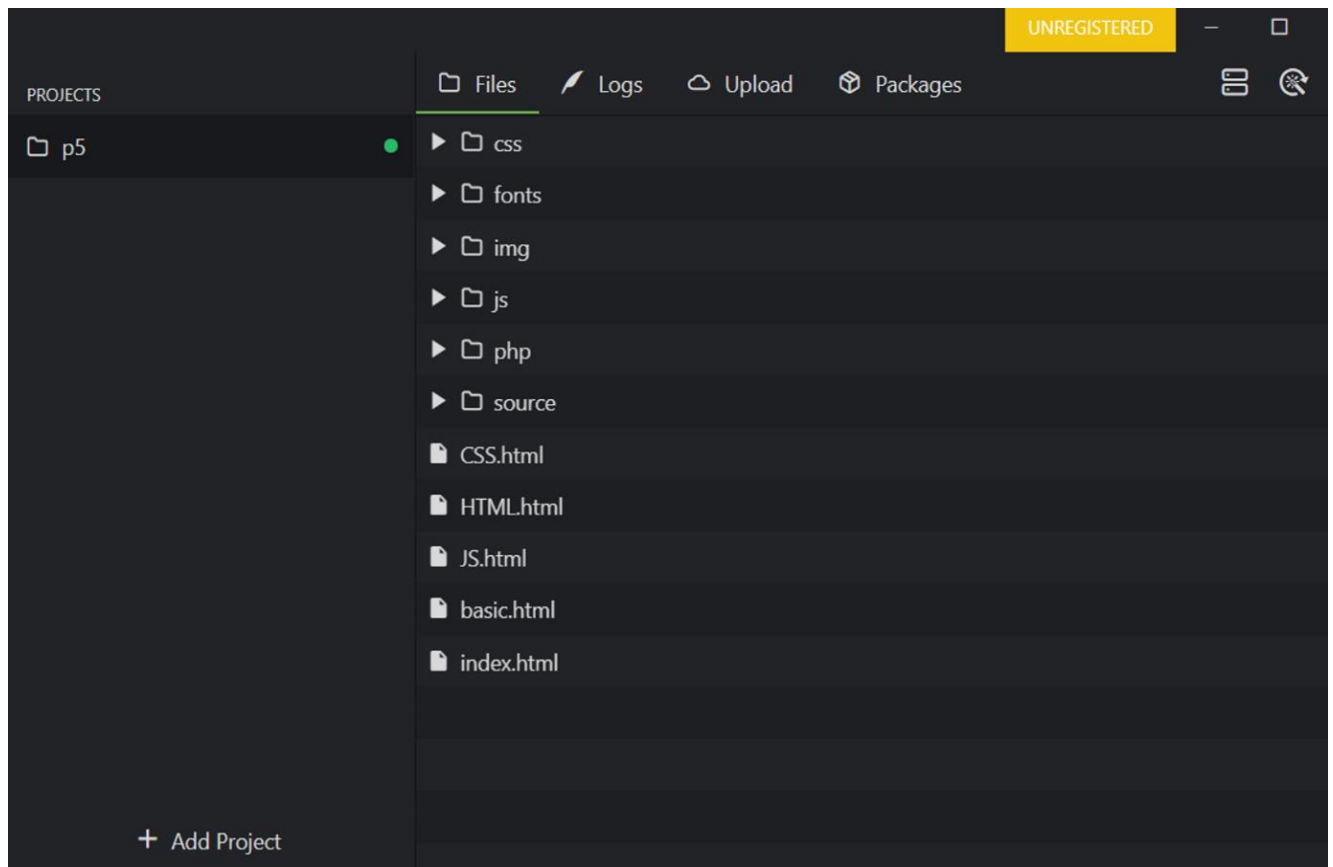 UNREGISTERED
PROJECTS
Files Logs Upload Packages
p5
css
fonts
img
js
php
source
CSS.html
HTML.html
JS.html
basic.html
index.html
+ Add Project